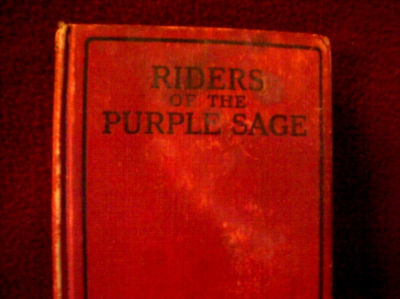 RIDERS
OF THE
PURPLE SAGE